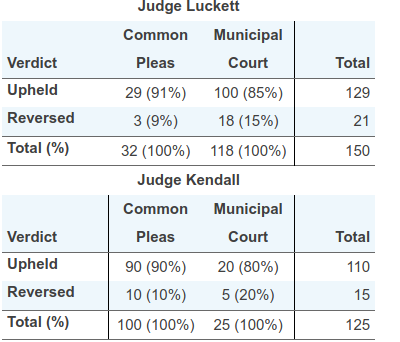 Judge Luckett
Common Municipal
Verdict Pleas Court Total
Upheld 29 (91%) 100 (85%) 129
Reversed 3 (9%) 18 (15%) 21
Total (%) 32 (100%) 118 (100%) 150
Judge Kendall
Common Municipal
Verdict Pleas Court Total
Upheld 90 (90%) 20 (80%) 110
Reversed 10 (10%) 5 (20%) 15
Total (%) 100 (100%) 25 (100%) 125